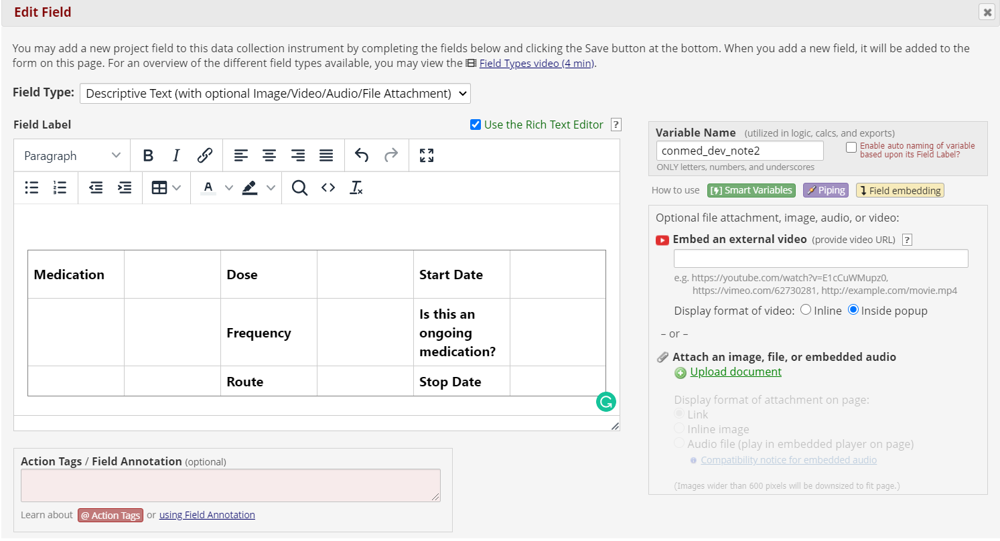 Edit Field
You may add a new project field to this data collection instrument by completing the fields below and clicking the Save button at the bottom. When you add a new field, it will be added to the
form on this page. For an overview of the different field types available, you may view the Field Types video (4 min).
Field Type: Descriptive Text (with optional Image/Video/Audio/File Attachment)
Field Label
Use the Rich Text Editor ?
Paragraph
B I
A
Medication Dose Start Date
Frequency Is this an
ongoing
medication?
Route Stop Date
Action Tags / Field Annotation (optional)
Learn about @ Action Tags or using Field Annotation
Variable Name (utilized in logic, calcs, and exports)
conmed_dev_note2
Enable auto naming of variable
based upon its Field Label?
ONLY letters, numbers, and underscores
How to use Smart Variables Piping Field embedding
Optional file attachment, image, audio, or video:
Embed an external video (provide video URL) ?
e.g. https://youtube.com/watch?v=E1cCuWMupz0,
https://vimeo.com/62730281, http://example.com/movie.mp4
Display format of video: Inline Inside popup
– or –
Attach an image, file, or embedded audio
Upload document
Display format of attachment on page:
Link
Inline image
Audio file (play in embedded player on page)
Compatibility notice for embedded audio
(Images wider than 600 pixels will be downsized to fit page.)